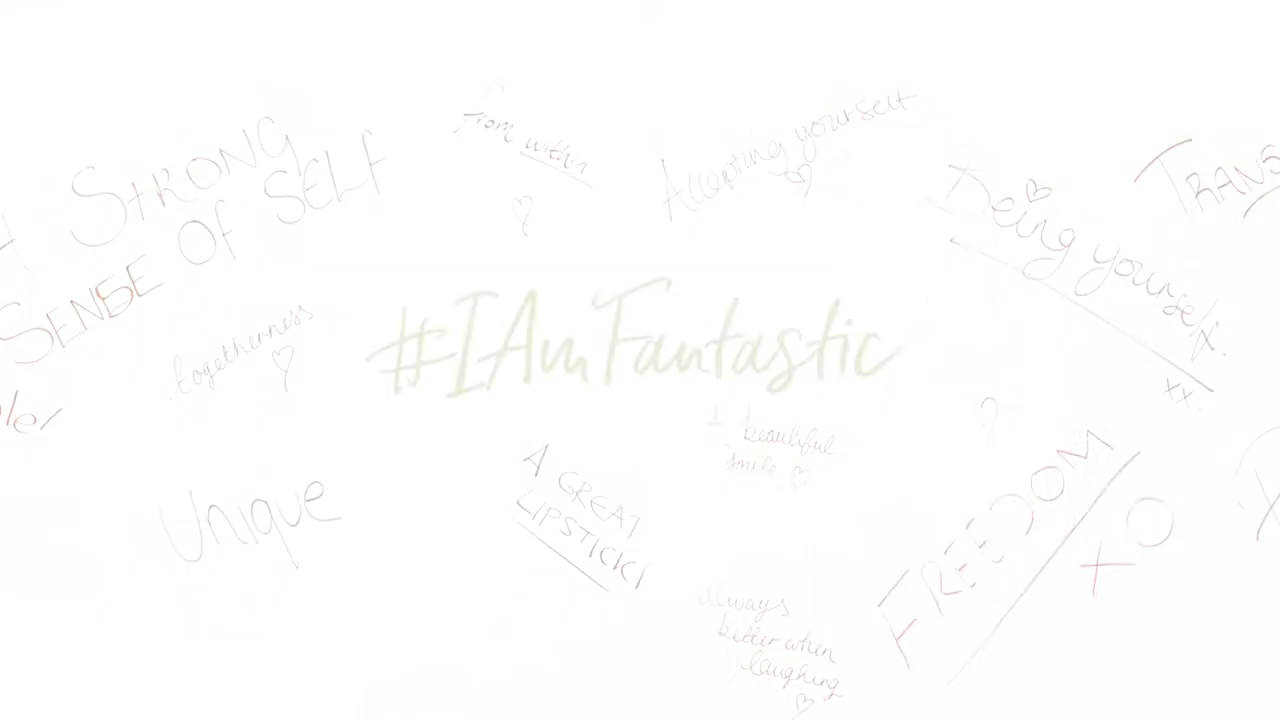 STRONG
SENSE OF SELF
from within
Accepting yourself
Being yourself.
xx.
TRANS
togetherness
#IAmFantastic
Unique
A GREAT
LIPSTICK!
beautiful
smile
FREEDOM
XO
always
better when
laughing